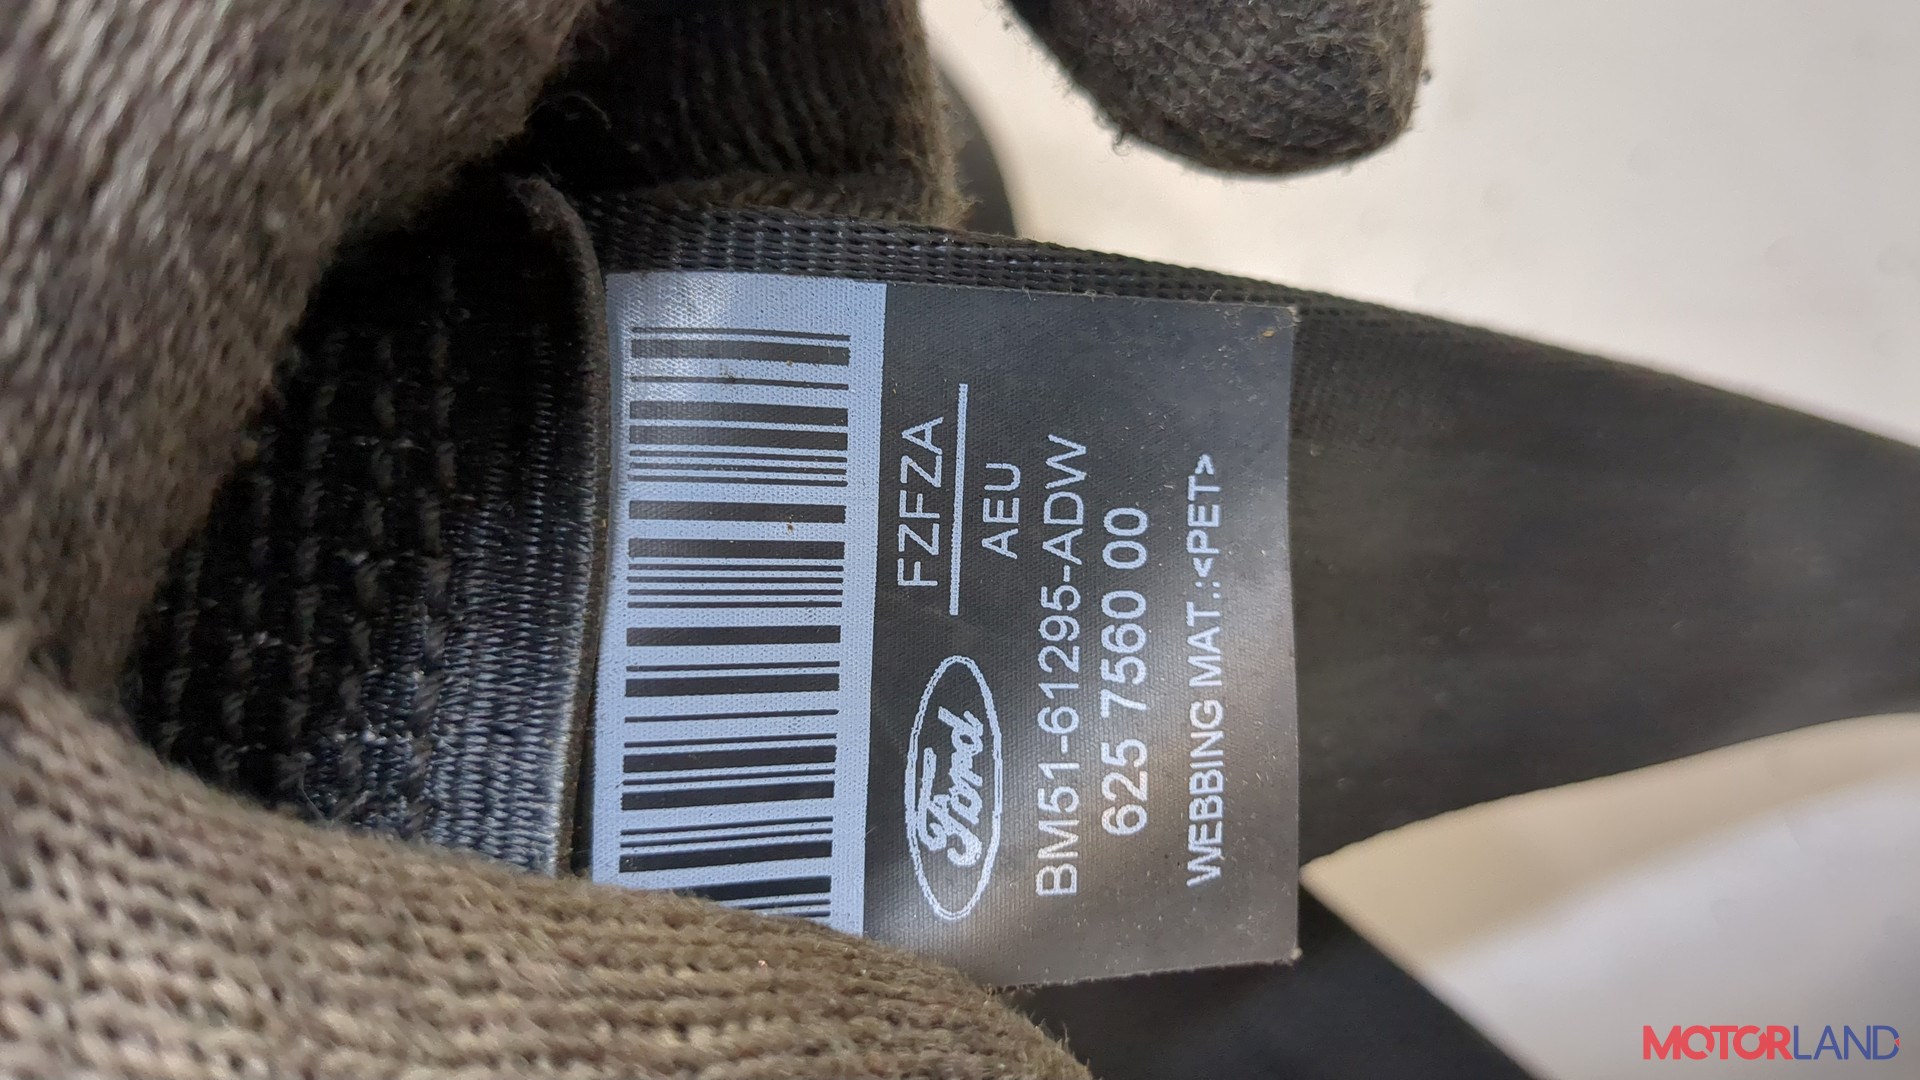 FZFZA
AEU
Ford
BM51-61295-ADW
625 7560 00
WEBBING MAT.:<PET>
MOTORLAND